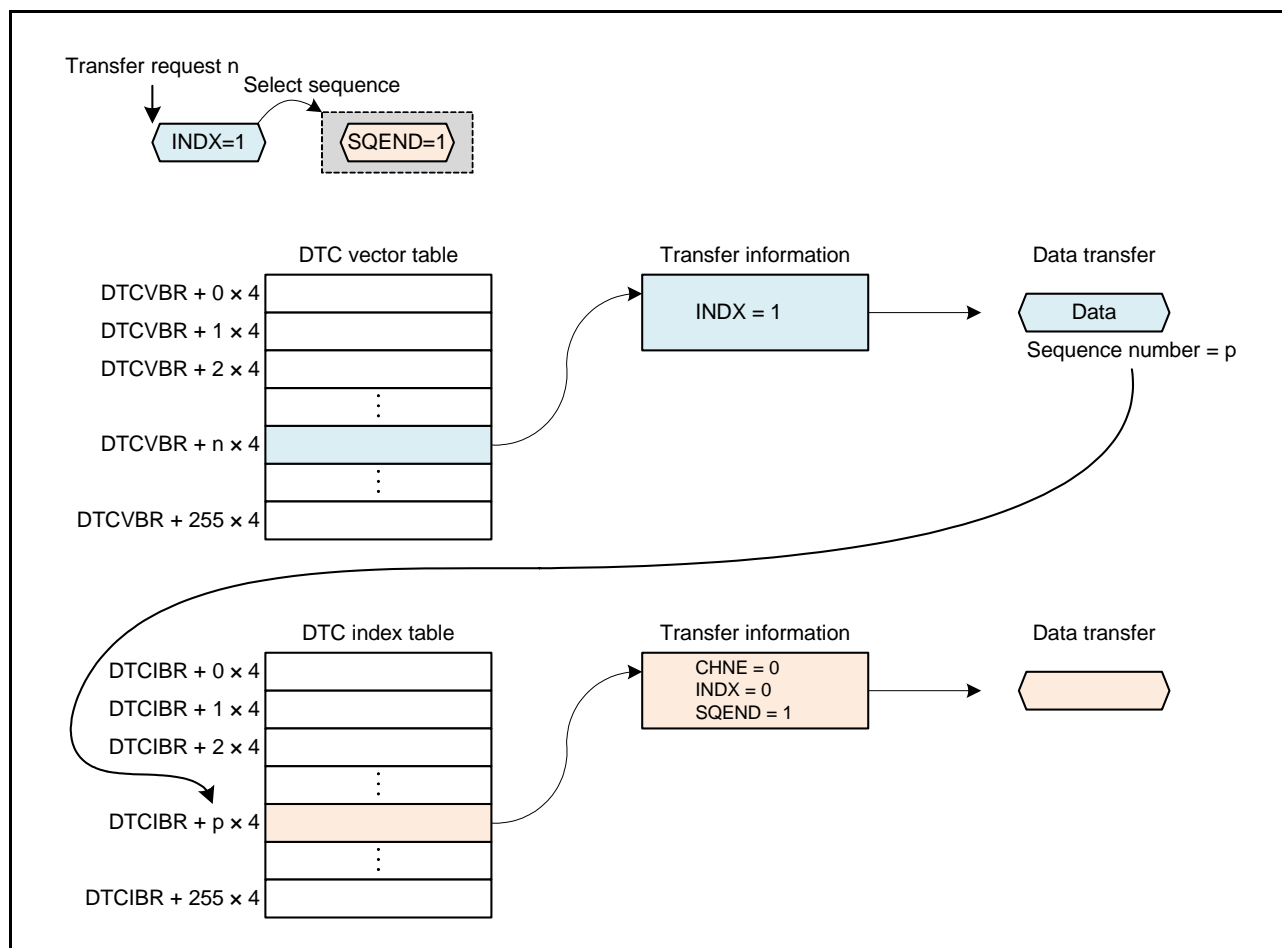 Transfer request n
Select sequence
INDX=1
SQEND=1
DTC vector table
Transfer information
Data transfer
DTCVBR + 0 × 4
DTCVBR + 1 × 4
DTCVBR + 2 × 4
⋮
DTCVBR + n × 4
⋮
DTCVBR + 255 × 4
INDX = 1
Data
Sequence number = p
DTC index table
Transfer information
Data transfer
DTCIBR + 0 × 4
DTCIBR + 1 × 4
DTCIBR + 2 × 4
⋮
DTCIBR + p × 4
⋮
DTCIBR + 255 × 4
CHNE = 0
INDX = 0
SQEND = 1